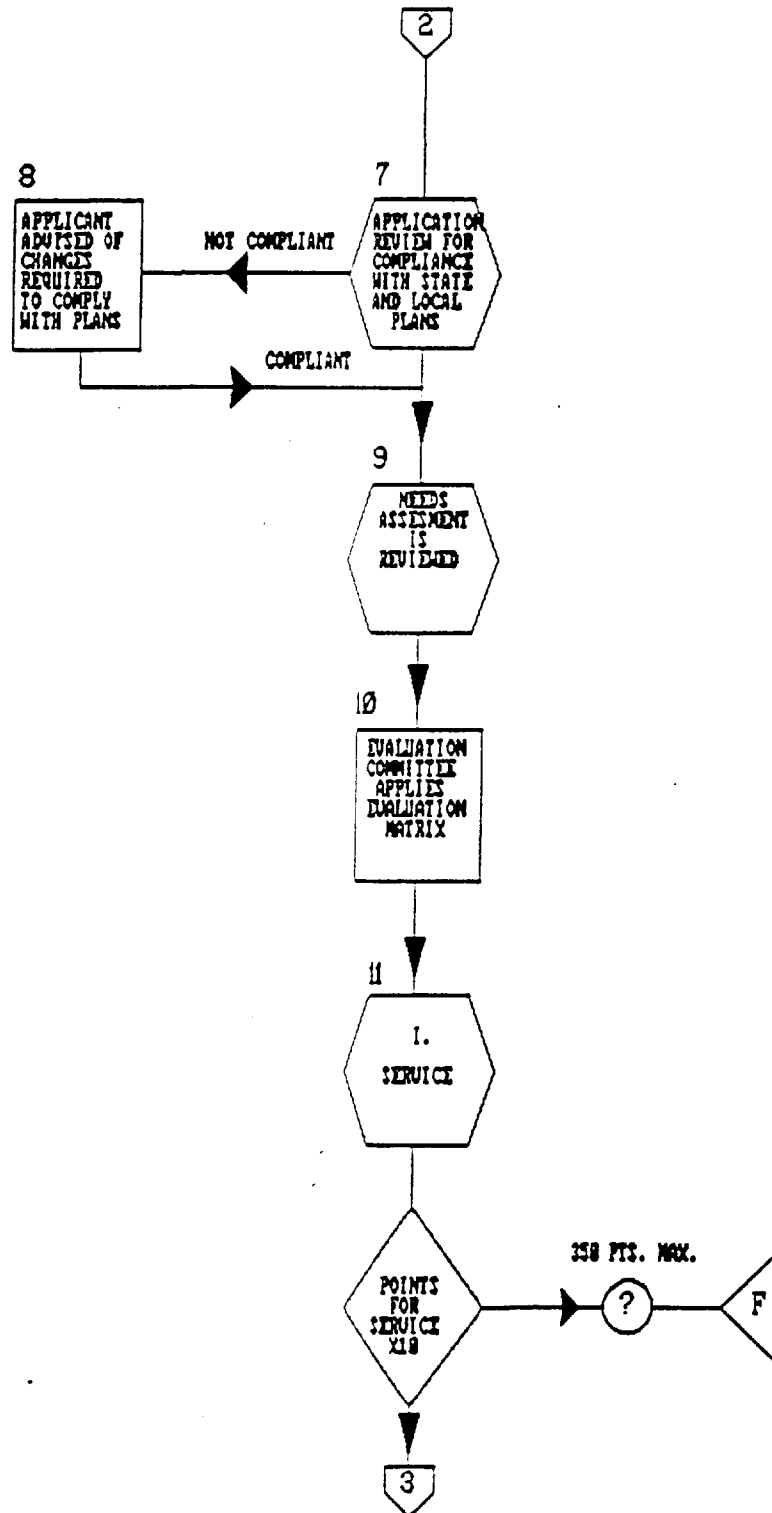 2
8
APPLICANT
ADVISED OF
CHANGES
REQUIRED
TO COMPLY
WITH PLANS
NOT COMPLIANT
7
APPLICATION
REVIEW FOR
COMPLIANCE
WITH STATE
AND LOCAL
PLANS
COMPLIANT
9
NEEDS
ASSESMENT
IS
REVIEWED
10
EVALUATION
COMMITTEE
APPLIES
EVALUATION
MATRIX
11
I.
SERVICE
POINTS
FOR
SERVICE
X10
350 PTS. MAX.
?
F
3